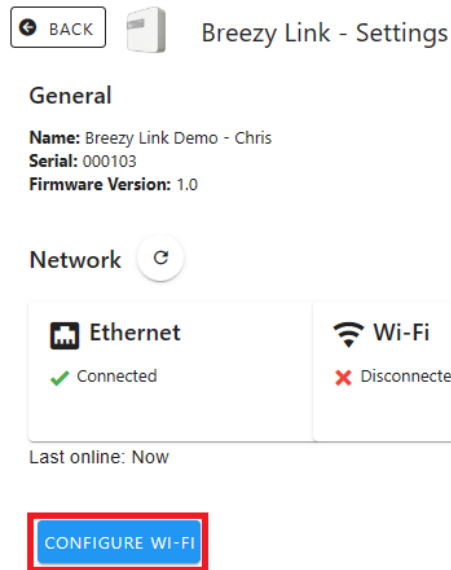 BACK
Breezy Link - Settings
General
Name: Breezy Link Demo - Chris
Serial: 000103
Firmware Version: 1.0
Network
Ethernet
Wi-Fi
Connected
Disconnecte
Last online: Now
CONFIGURE WI-FI